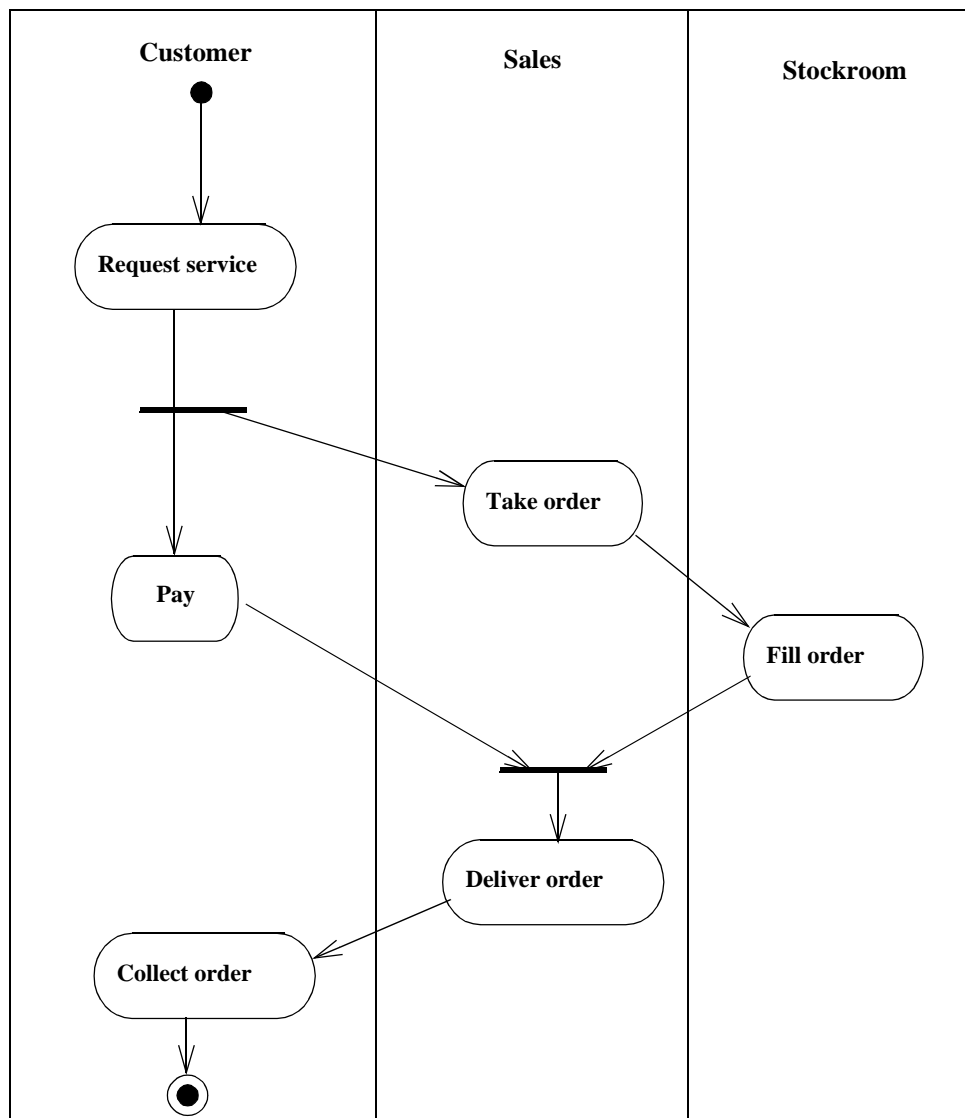 Customer
Sales
Stockroom
Request service
Take order
Pay
Fill order
Deliver order
Collect order